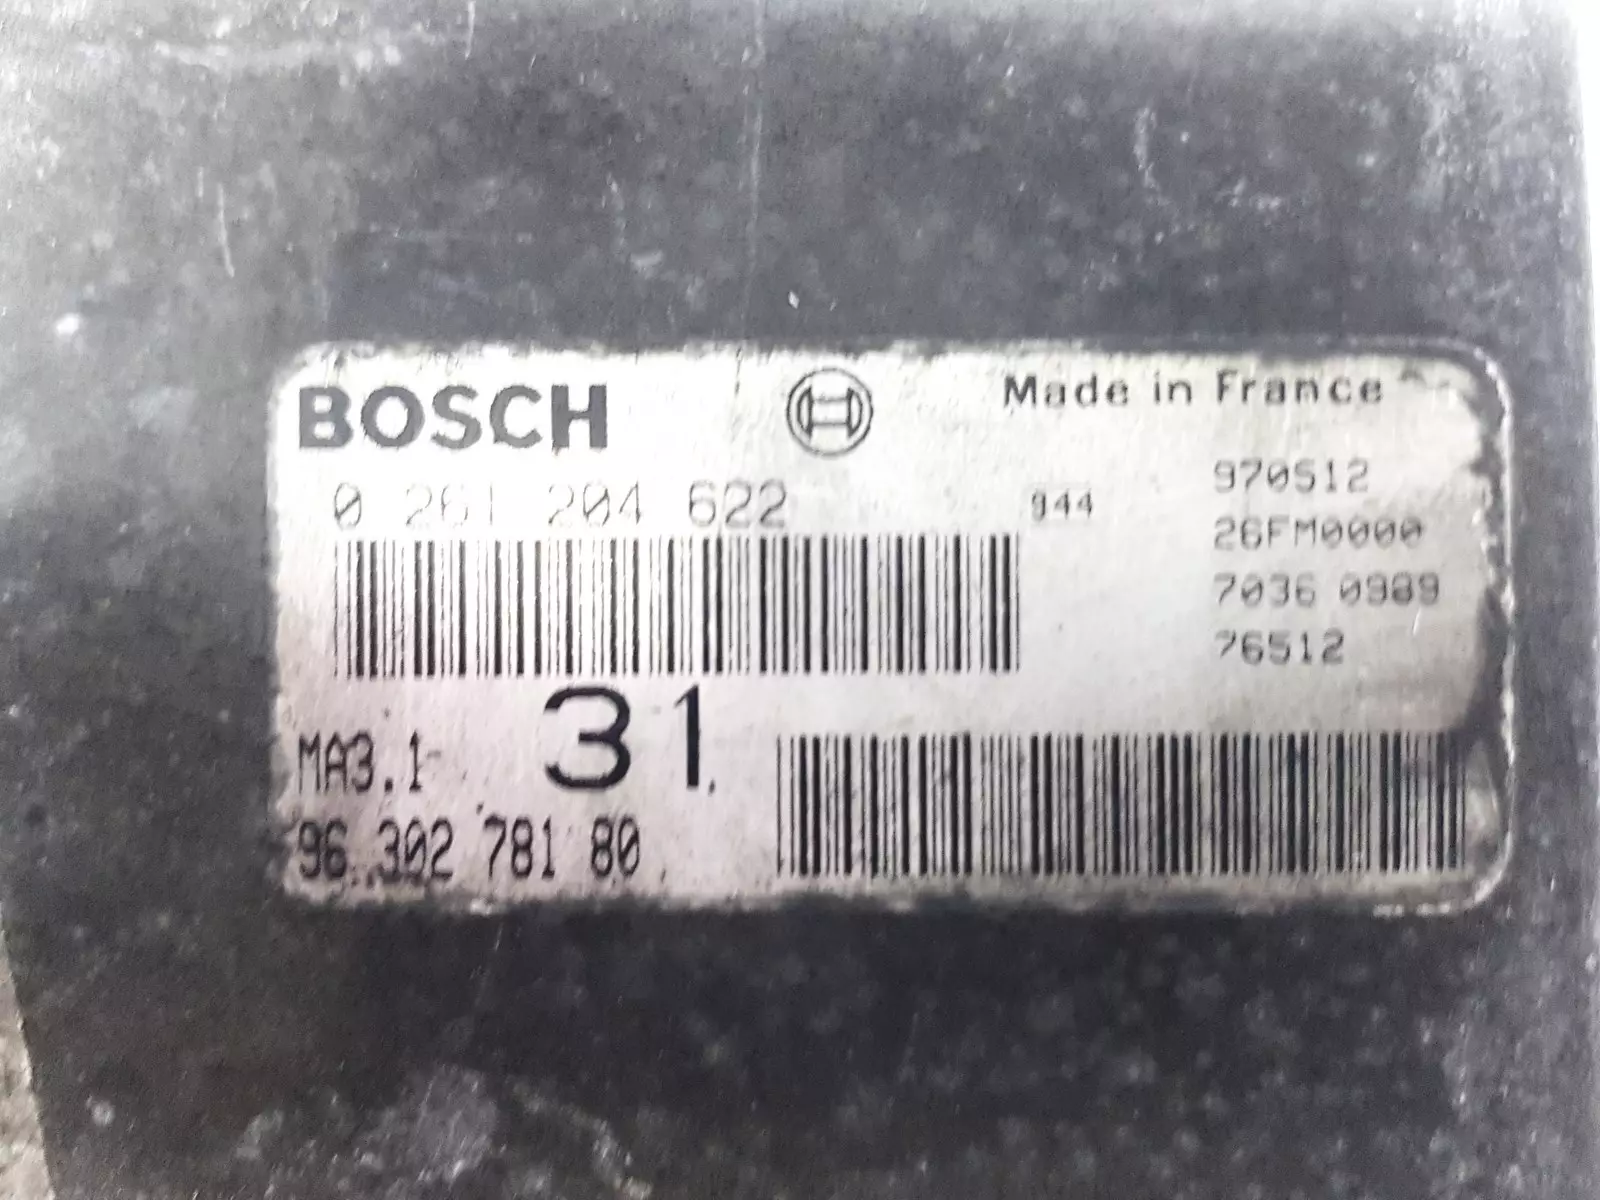 BOSCH
Made in France
0 261 204 622
944
970512
26FM0000
7036 0989
76512
31
MA3.1
96 302 781 80